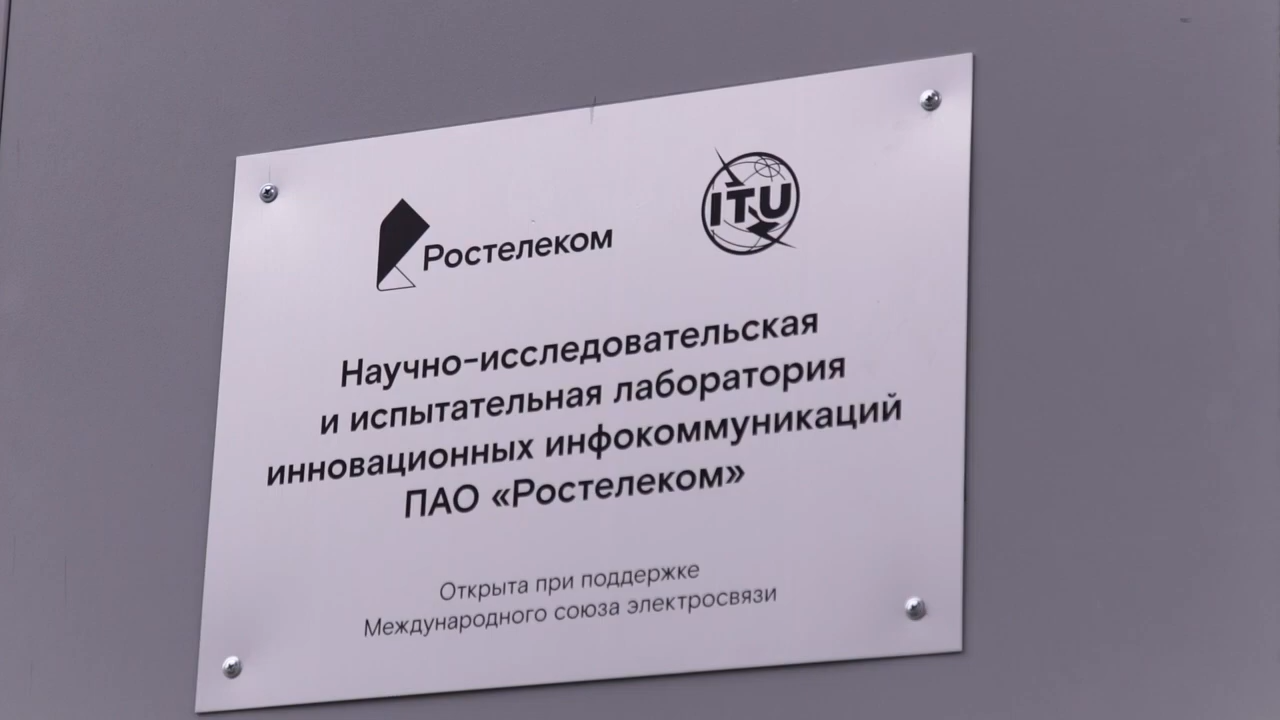 Ростелеком
ITU
Научно-исследовательская
и испытательная лаборатория
инновационных инфокоммуникаций
ПАО «Ростелеком»
Открыта при поддержке
Международного союза электросвязи